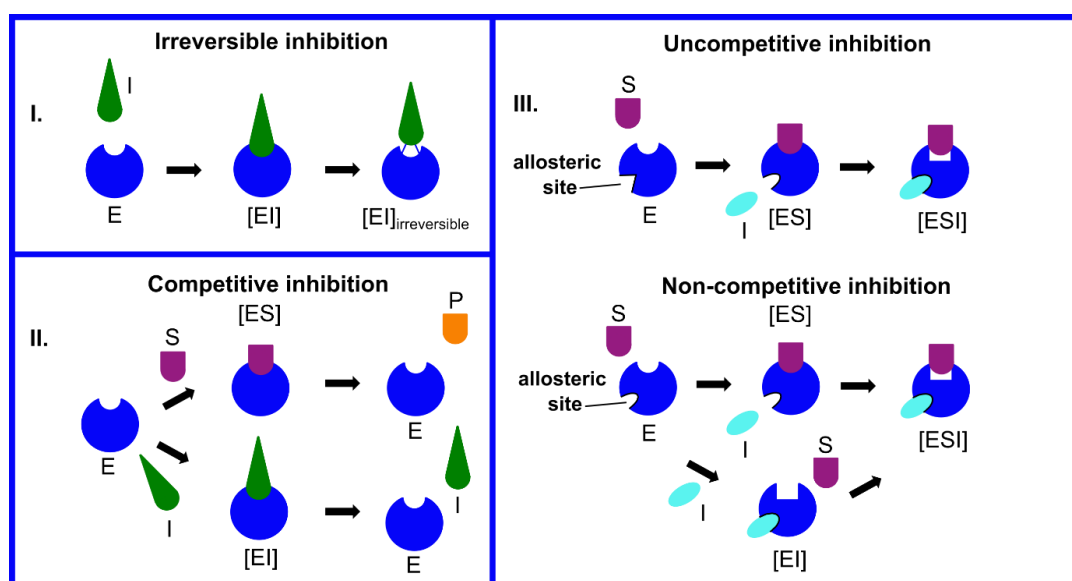 Irreversible inhibition
I.
I
E
[EI]
[EI]irreversible
Competitive inhibition
II.
[ES]
P
S
E
E
I
I
[EI]
E
Uncompetitive inhibition
III.
S
allosteric
site
E
I
[ES]
[ESI]
Non-competitive inhibition
[ES]
S
allosteric
site
E
I
[ESI]
S
I
[EI]